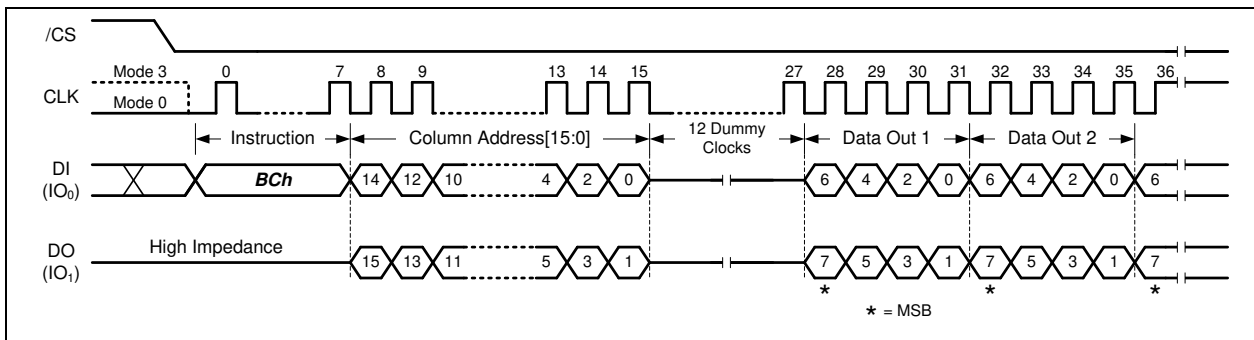 /CS
Mode 3 0 7 8 9 13 14 15 27 28 29 30 31 32 33 34 35 36
CLK
Mode 0
Instruction Column Address[15:0] 12 Dummy Clocks Data Out 1 Data Out 2
DI
(IO₀)
BCh 14 12 10 4 2 0 6 4 2 0 6 4 2 0 6
High Impedance
DO
(IO₁)
15 13 11 5 3 1 7 5 3 1 7 5 3 1 7
* * *
* = MSB